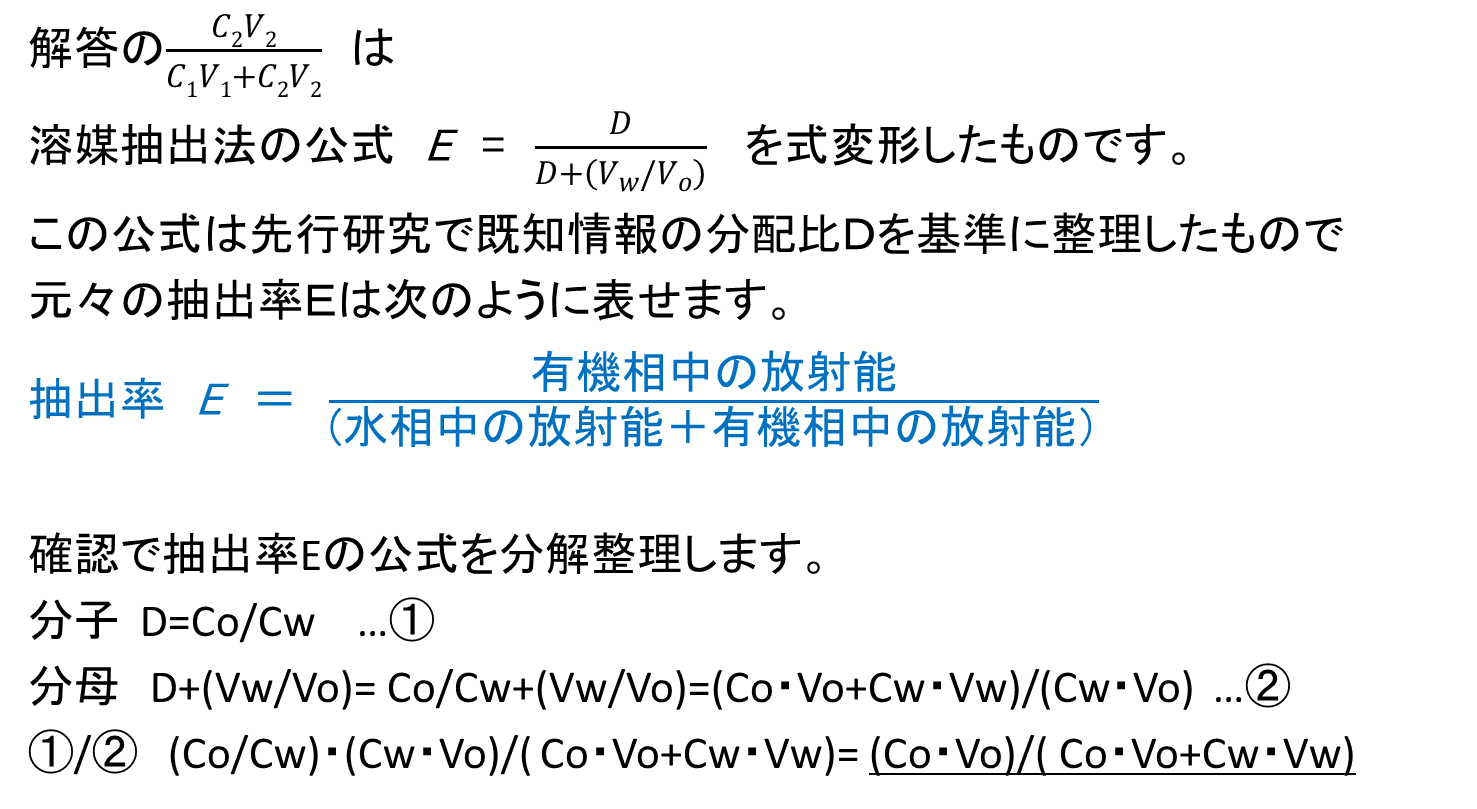 解答の C₂V₂/(C₁V₁+C₂V₂) は
溶媒抽出法の公式 E = D/(D+(V_w/V_o)) を式変形したものです。
この公式は先行研究で既知情報の分配比Dを基準に整理したもので
元々の抽出率Eは次のように表せます。
抽出率 E = 有機相中の放射能/(水相中の放射能+有機相中の放射能)
確認で抽出率Eの公式を分解整理します。
分子 D=Co/Cw …①
分母 D+(Vw/Vo)= Co/Cw+(Vw/Vo)=(Co・Vo+Cw・Vw)/(Cw・Vo) …②
①/② (Co/Cw)・(Cw・Vo)/( Co・Vo+Cw・Vw)= (Co・Vo)/( Co・Vo+Cw・Vw)